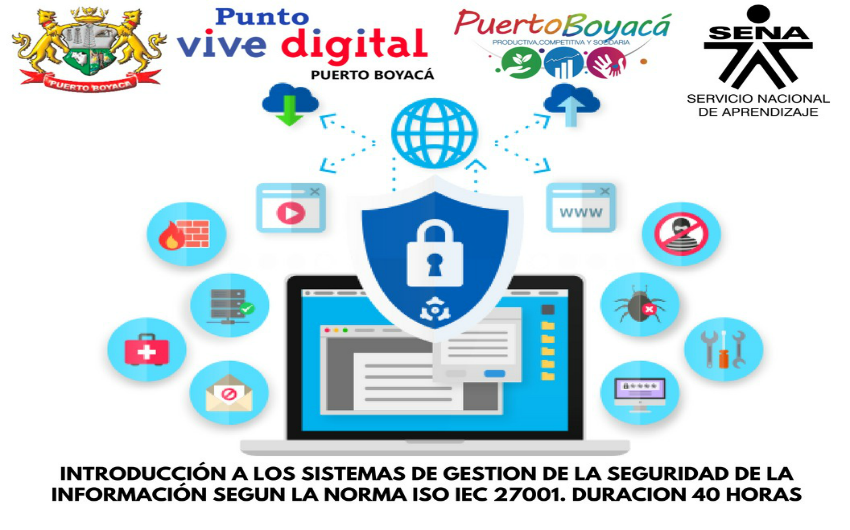 PUERTO BOYACÁ
Punto
vive digital
PUERTO BOYACÁ
PuertoBoyacá
PRODUCTIVA,COMPETITIVA Y SOLIDARIA
SENA
SERVICIO NACIONAL
DE APRENDIZAJE
WWW
INTRODUCCIÓN A LOS SISTEMAS DE GESTION DE LA SEGURIDAD DE LA
INFORMACIÓN SEGUN LA NORMA ISO IEC 27001. DURACION 40 HORAS